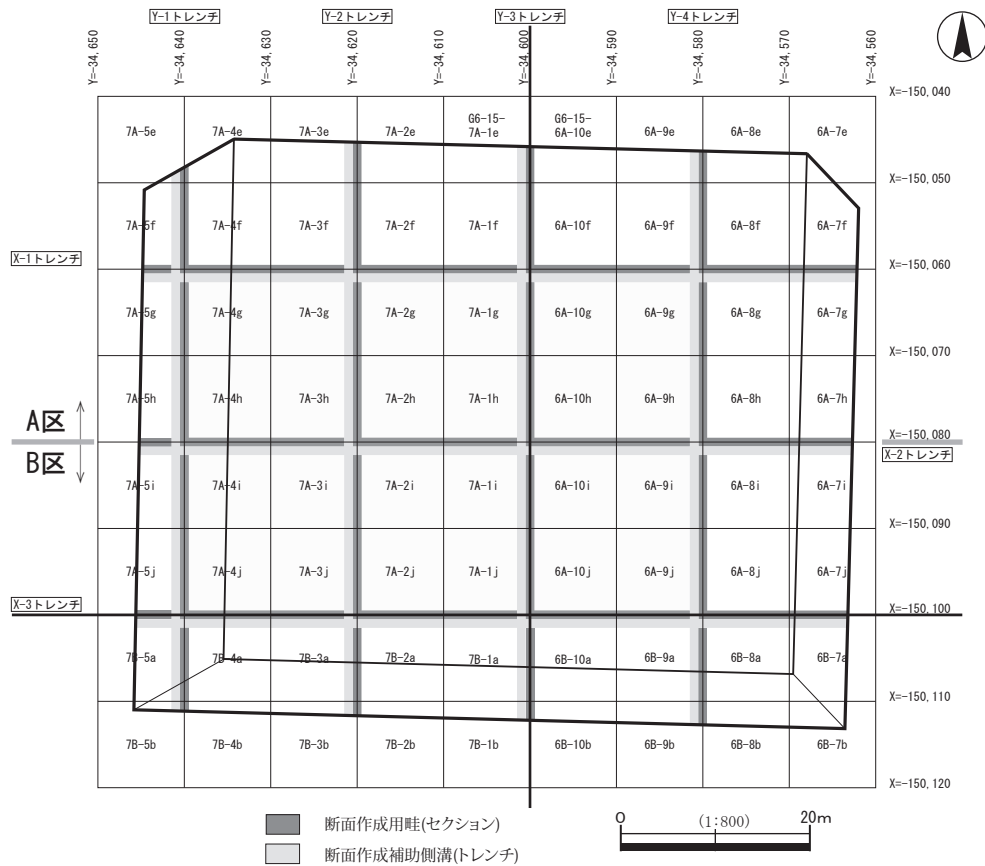 Y-1トレンチ Y-2トレンチ Y-3トレンチ Y-4トレンチ
Y=-34,650 Y=-34,640 Y=-34,630 Y=-34,620 Y=-34,610 Y=-34,600 Y=-34,590 Y=-34,580 Y=-34,570 Y=-34,560
X=-150,040
G6-15- G6-15-
7A-5e 7A-4e 7A-3e 7A-2e 7A-1e 6A-10e 6A-9e 6A-8e 6A-7e
X=-150,050
7A-5f 7A-4f 7A-3f 7A-2f 7A-1f 6A-10f 6A-9f 6A-8f 6A-7f
X-1トレンチ X=-150,060
7A-5g 7A-4g 7A-3g 7A-2g 7A-1g 6A-10g 6A-9g 6A-8g 6A-7g
X=-150,070
7A-5h 7A-4h 7A-3h 7A-2h 7A-1h 6A-10h 6A-9h 6A-8h 6A-7h
A区
X=-150,080
X-2トレンチ
B区
7A-5i 7A-4i 7A-3i 7A-2i 7A-1i 6A-10i 6A-9i 6A-8i 6A-7i
X=-150,090
7A-5j 7A-4j 7A-3j 7A-2j 7A-1j 6A-10j 6A-9j 6A-8j 6A-7j
X-3トレンチ X=-150,100
7B-5a 7B-4a 7B-3a 7B-2a 7B-1a 6B-10a 6B-9a 6B-8a 6B-7a
X=-150,110
7B-5b 7B-4b 7B-3b 7B-2b 7B-1b 6B-10b 6B-9b 6B-8b 6B-7b
X=-150,120
断面作成用畦(セクション)
断面作成補助側溝(トレンチ)
0 (1:800) 20m